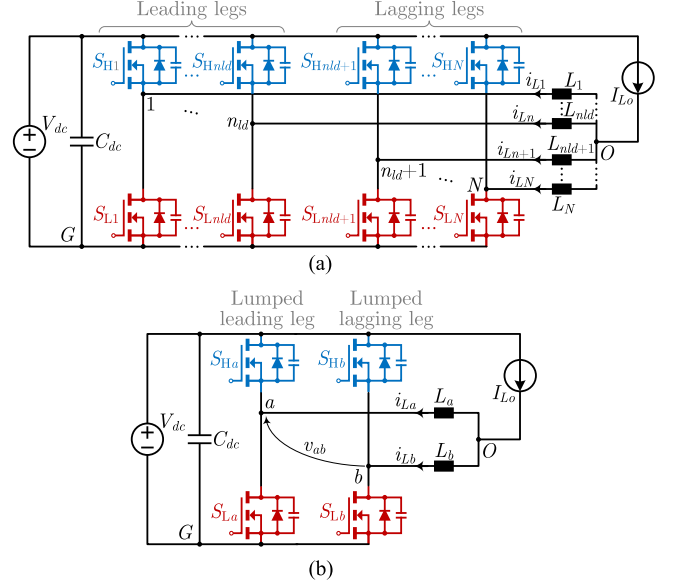 Leading legs
Lagging legs
S_H1
S_Hnld
S_Hnld+1
S_HN
i_L1
L_1
I_Lo
1
...
n_ld
i_Ln
L_nld
V_dc
C_dc
i_Ln+1
L_nld+1
O
n_ld+1
...
N
i_LN
L_N
S_L1
S_Lnld
S_Lnld+1
S_LN
G
(a)
Lumped
leading leg
Lumped
lagging leg
S_Ha
S_Hb
I_Lo
a
i_La
L_a
V_dc
C_dc
v_ab
i_Lb
L_b
O
b
S_La
S_Lb
G
(b)